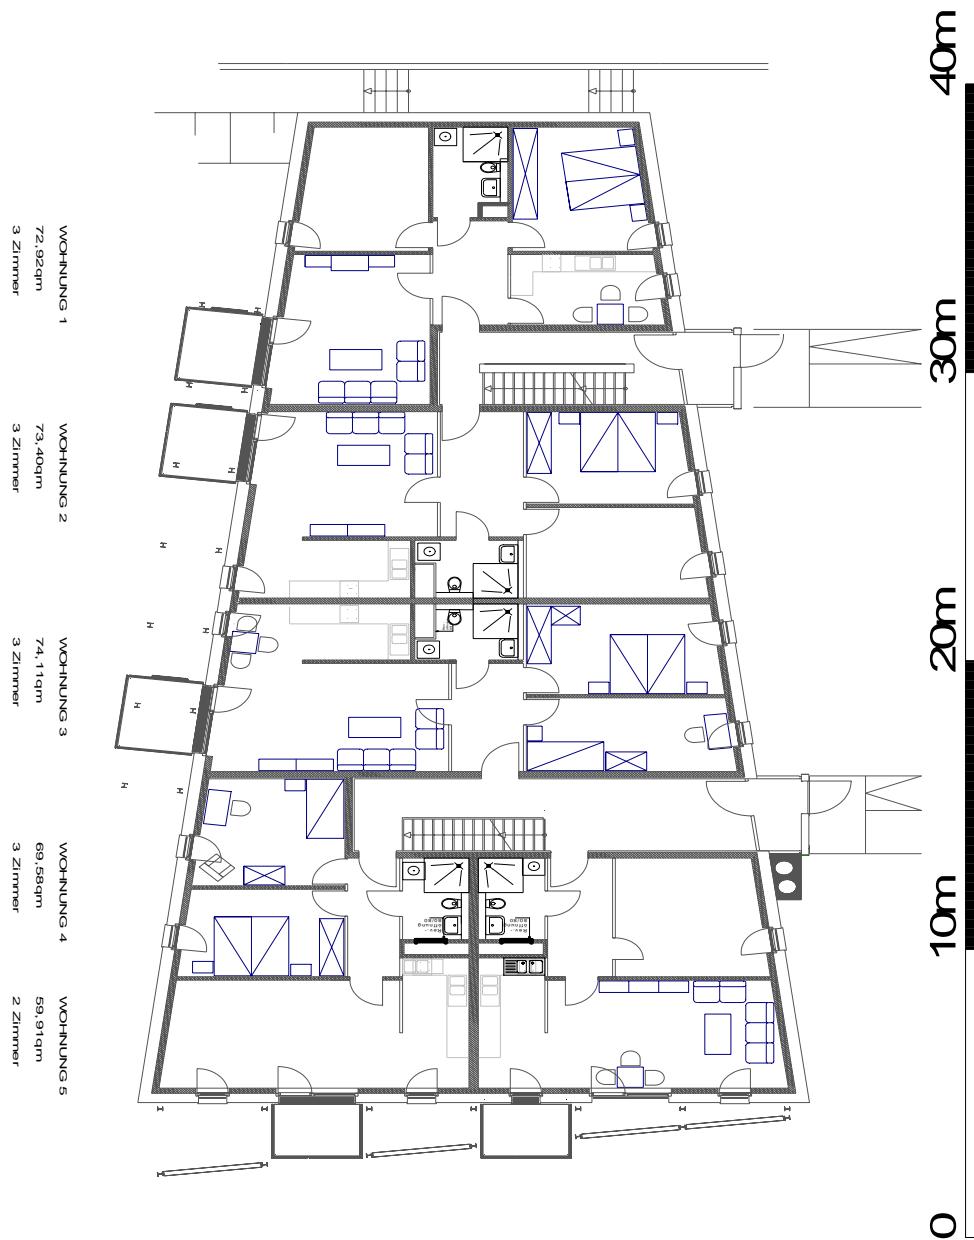 WOHNUNG 1
72,92qm
3 Zimmer
WOHNUNG 2
73,40qm
3 Zimmer
WOHNUNG 3
74,11qm
3 Zimmer
WOHNUNG 4
69,58qm
3 Zimmer
WOHNUNG 5
59,91qm
2 Zimmer
40m
30m
20m
10m
0